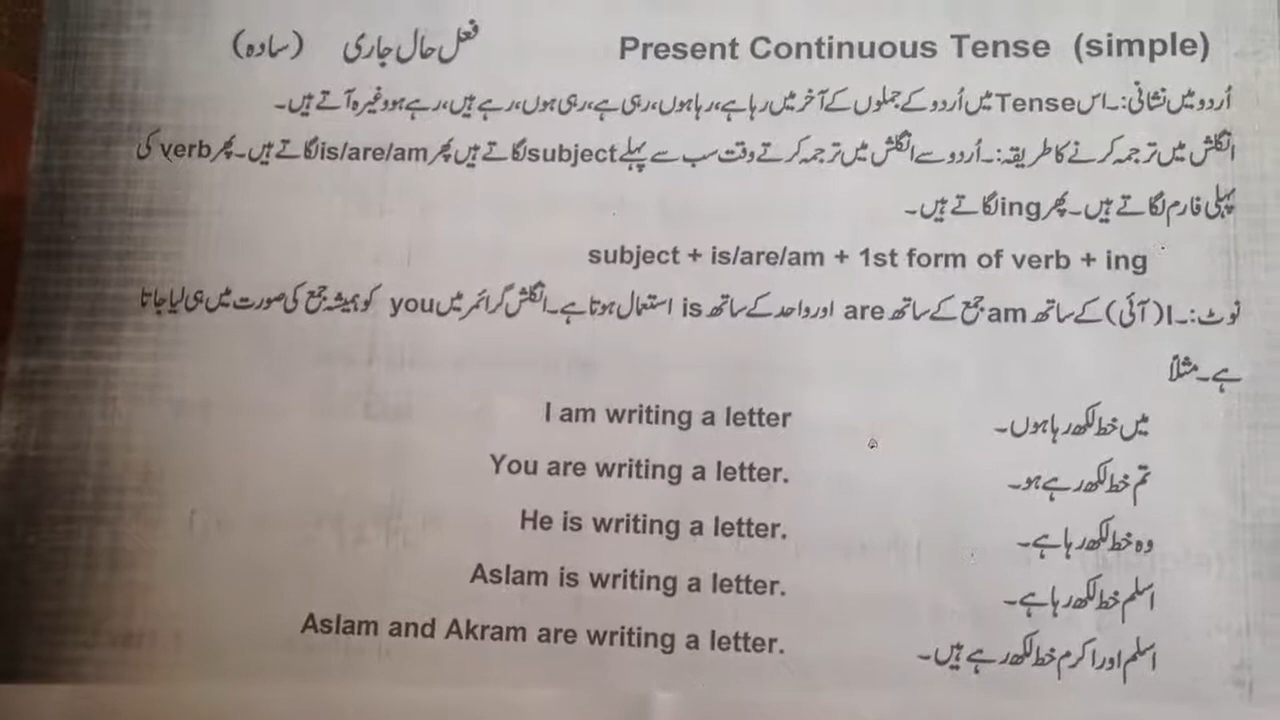 Present Continuous Tense (simple) فعل حال جاری (سادہ)
اُردو میں نشانی:۔ اس Tense میں اُردو کے جملوں کے آخر میں رہا ہے، رہا ہوں، رہی ہے، رہی ہوں، رہے ہیں، رہے ہو وغیرہ آتے ہیں۔
انگلش میں ترجمہ کرنے کا طریقہ:۔ اُردو سے انگلش میں ترجمہ کرتے وقت سب سے پہلے subject لگاتے ہیں پھر is/are/am لگاتے ہیں۔ پھر verb کی
پہلی فارم لگاتے ہیں۔ پھر ing لگاتے ہیں۔
subject + is/are/am + 1st form of verb + ing
نوٹ:۔ I (آئی) کے ساتھ am جمع کے ساتھ are اور واحد کے ساتھ is استعمال ہوتا ہے۔ انگلش گرائمر میں you کو ہمیشہ جمع کی صورت میں ہی لیا جاتا
ہے۔ مثلاً
میں خط لکھ رہا ہوں۔ I am writing a letter
تم خط لکھ رہے ہو۔ You are writing a letter.
وہ خط لکھ رہا ہے۔ He is writing a letter.
اسلم خط لکھ رہا ہے۔ Aslam is writing a letter.
اسلم اور اکرم خط لکھ رہے ہیں۔ Aslam and Akram are writing a letter.